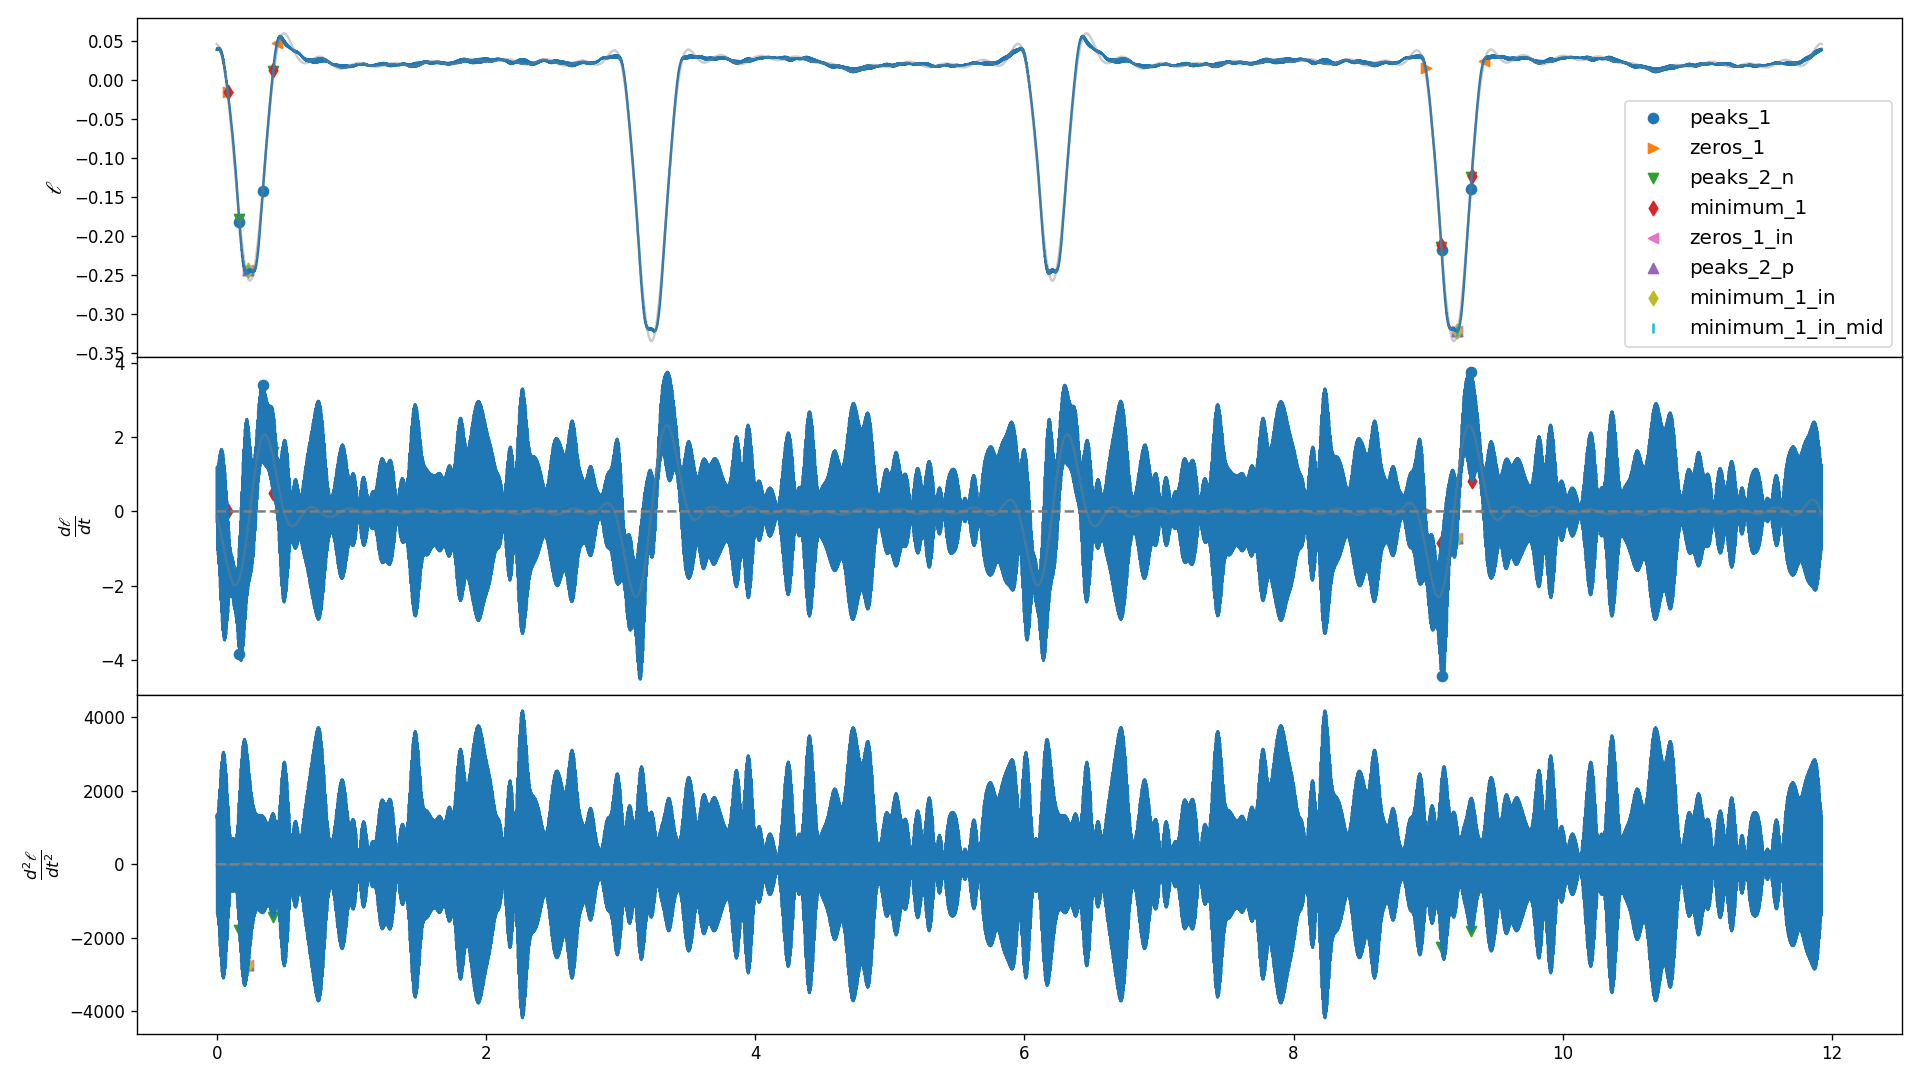 0.05
0.00
−0.05
−0.10
−0.15
−0.20
−0.25
−0.30
−0.35
ℓ
peaks_1
zeros_1
peaks_2_n
minimum_1
zeros_1_in
peaks_2_p
minimum_1_in
minimum_1_in_mid
4
2
0
−2
−4
dℓ
dt
4000
2000
0
−2000
−4000
d²ℓ
dt²
0 2 4 6 8 10 12